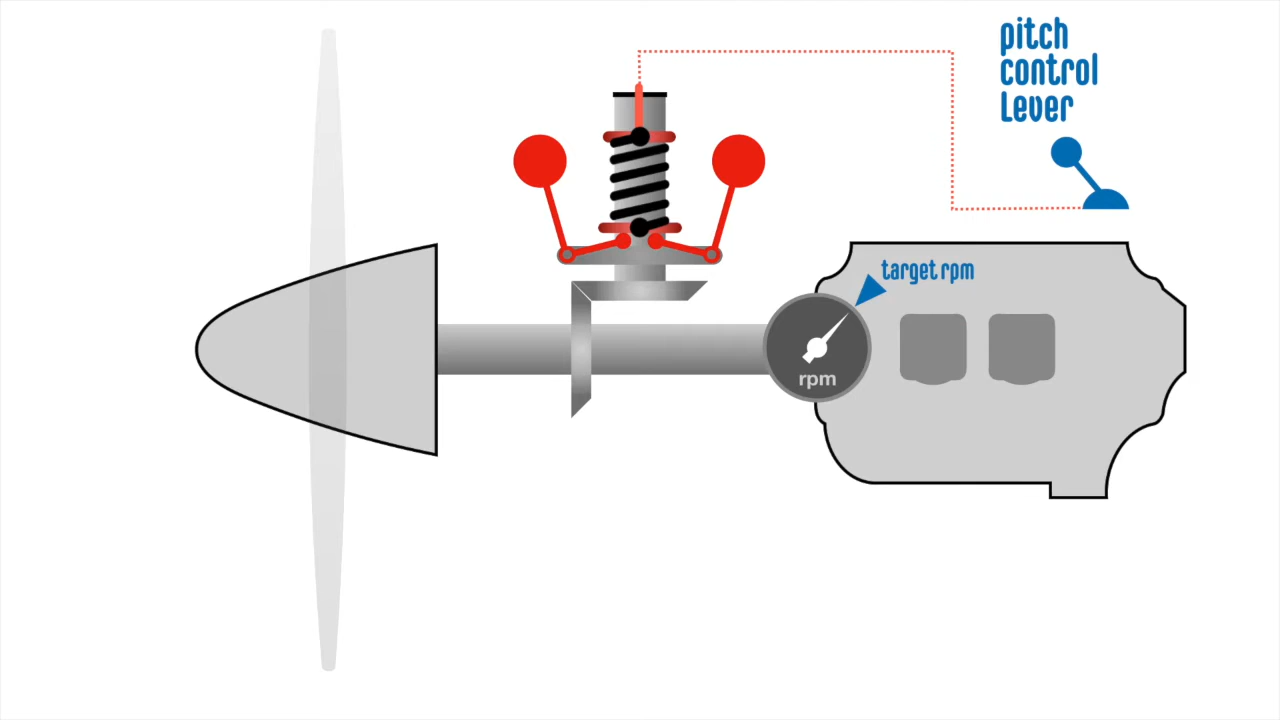 pitch
control
Lever
target rpm
rpm